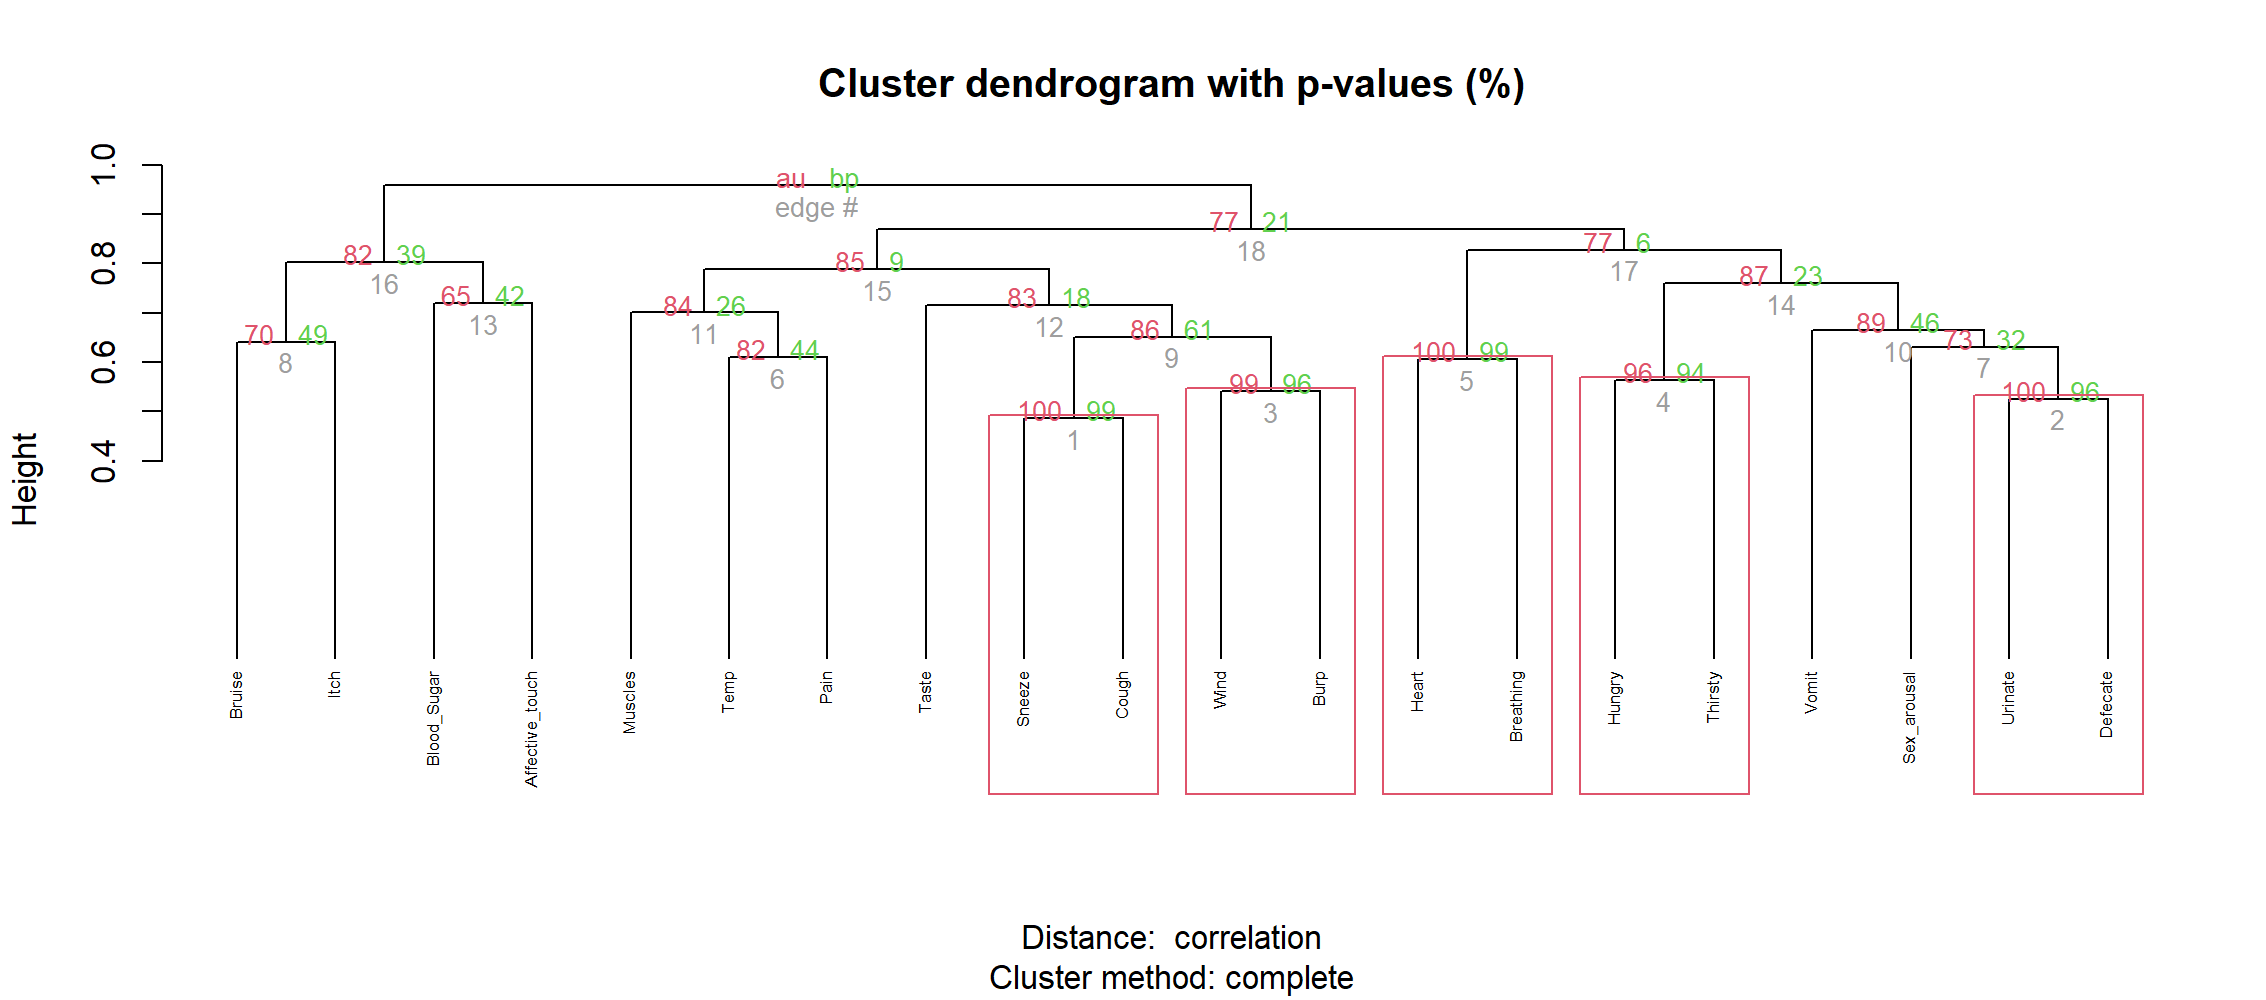 Cluster dendrogram with p-values (%)
Height
1.0
0.8
0.6
0.4
au bp
edge #
77 21
18
82 39
16
77 6
17
85 9
15
87 23
14
65 42
13
83 18
12
84 26
11
89 46
10
86 61
9
70 49
8
73 32
7
82 44
6
100 99
5
96 94
4
99 96
3
100 96
2
100 99
1
Bruise
Itch
Blood_Sugar
Affective_touch
Muscles
Temp
Pain
Taste
Sneeze
Cough
Wind
Burp
Heart
Breathing
Hungry
Thirsty
Vomit
Sex_arousal
Urinate
Defecate
Distance: correlation
Cluster method: complete